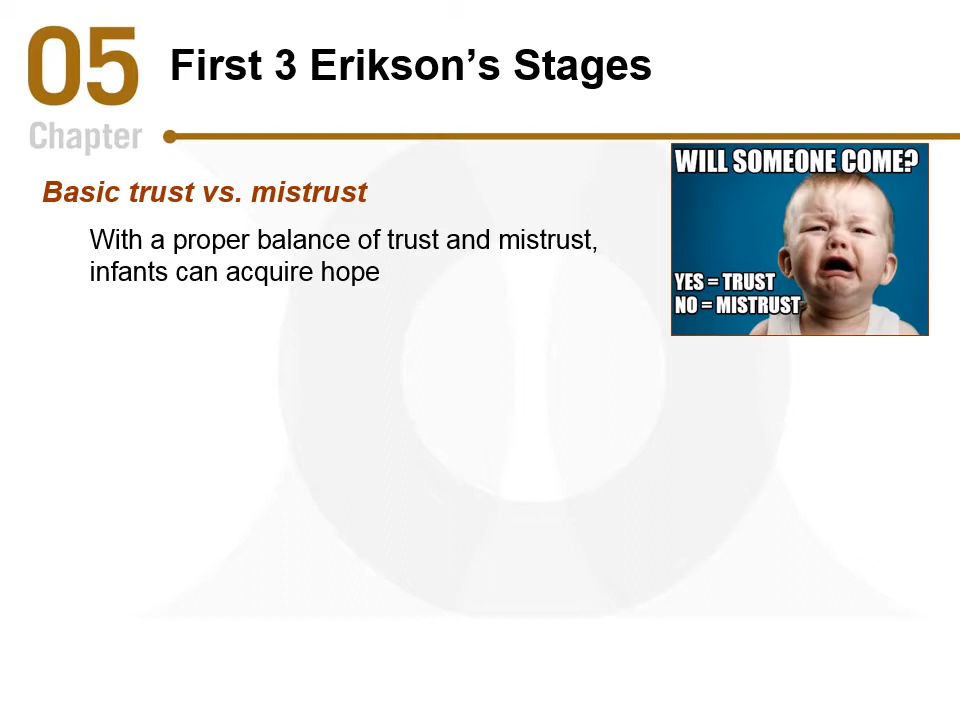 05
Chapter
First 3 Erikson’s Stages
Basic trust vs. mistrust
With a proper balance of trust and mistrust,
infants can acquire hope
WILL SOMEONE COME?
YES = TRUST
NO = MISTRUST